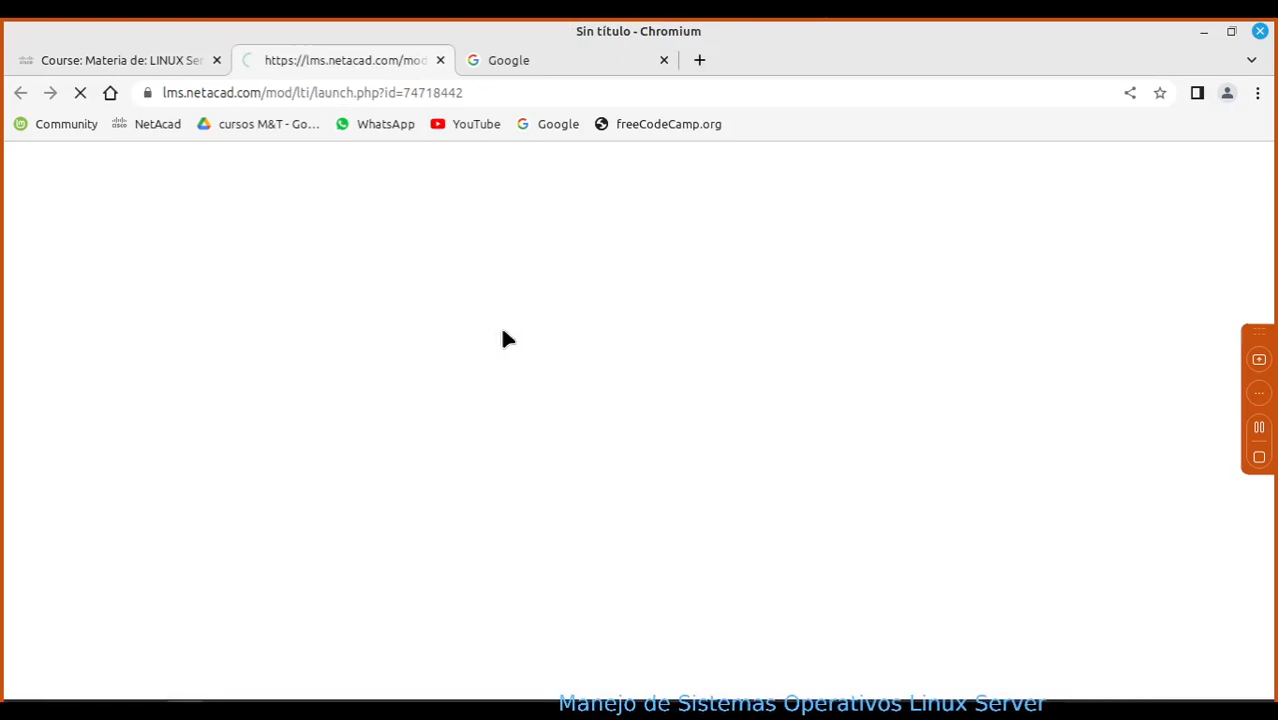 Sin título - Chromium
Course: Materia de: LINUX Ser
https://lms.netacad.com/mod
Google
lms.netacad.com/mod/lti/launch.php?id=74718442
Community
NetAcad
cursos M&T - Go...
WhatsApp
YouTube
Google
freeCodeCamp.org
Manejo de Sistemas Operativos Linux Server